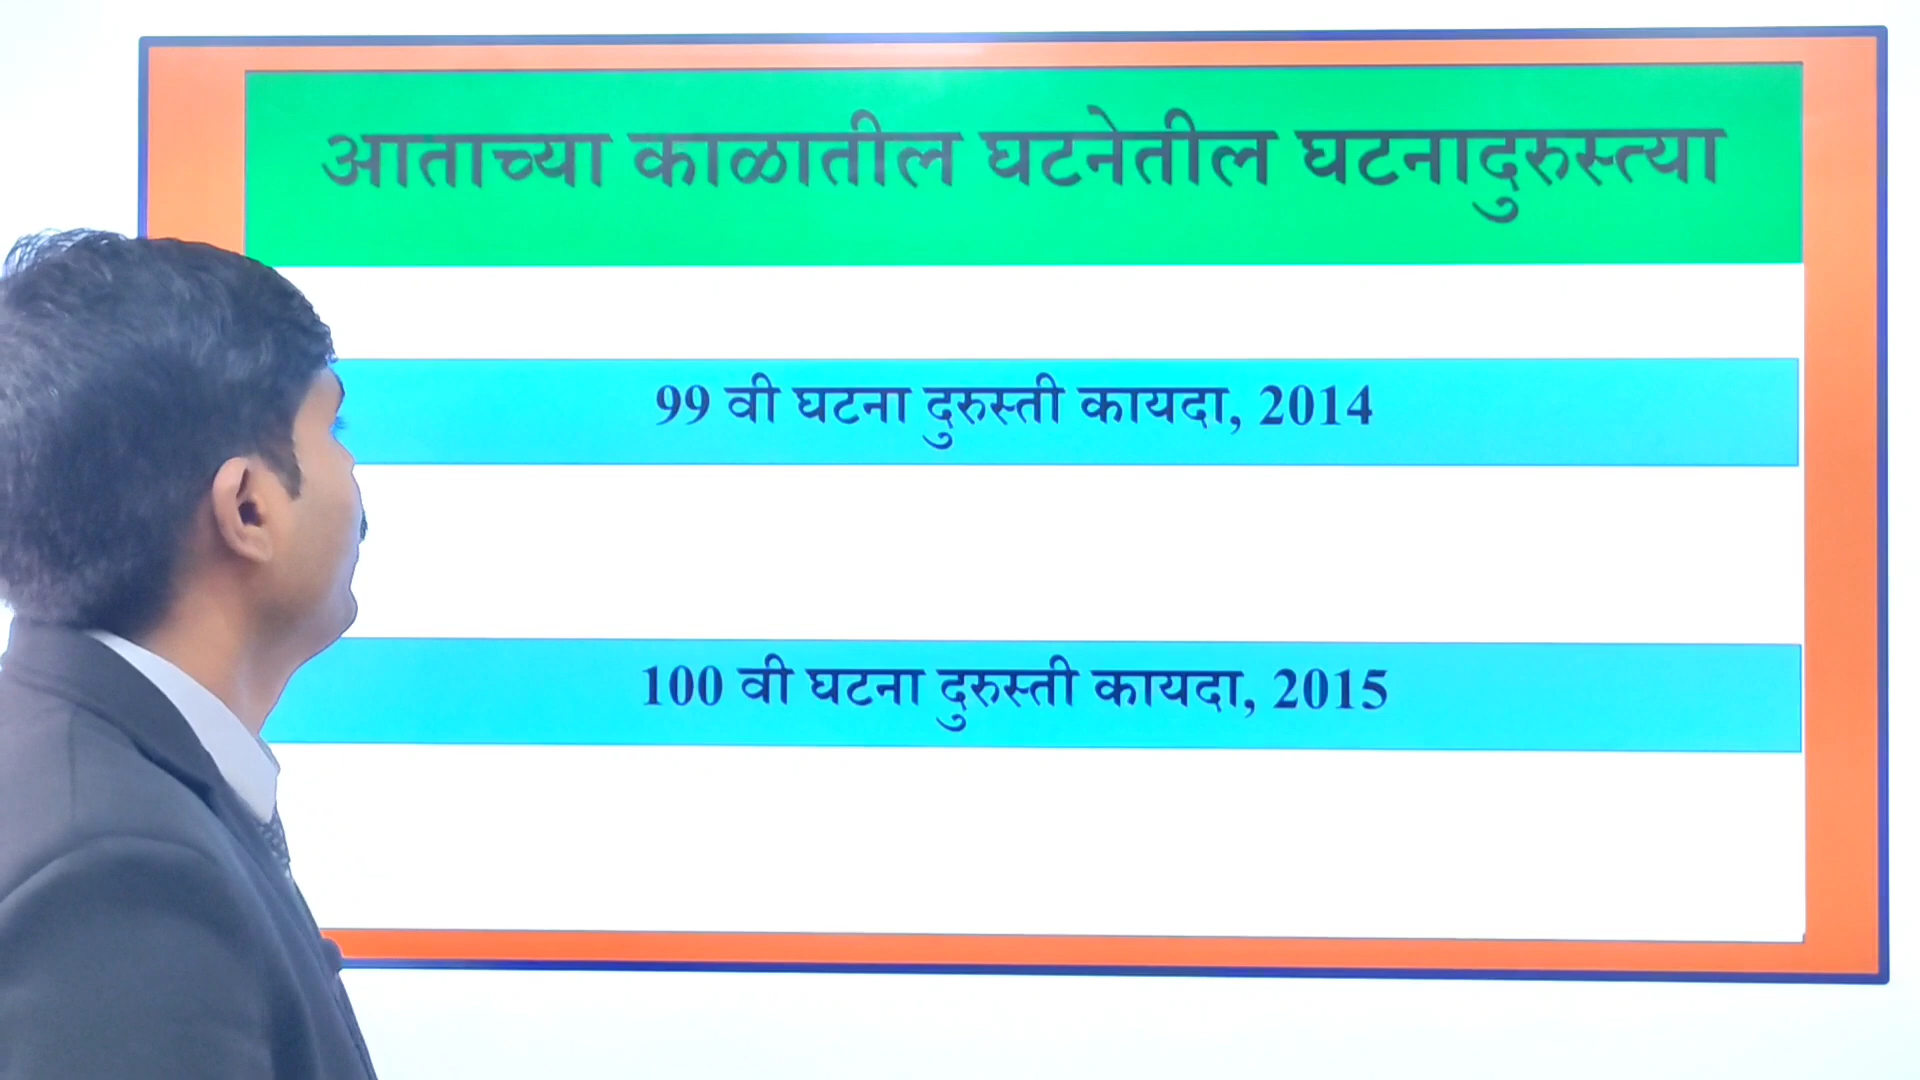 आताच्या काळातील घटनेतील घटनादुरुस्त्या
99 वी घटना दुरुस्ती कायदा, 2014
100 वी घटना दुरुस्ती कायदा, 2015